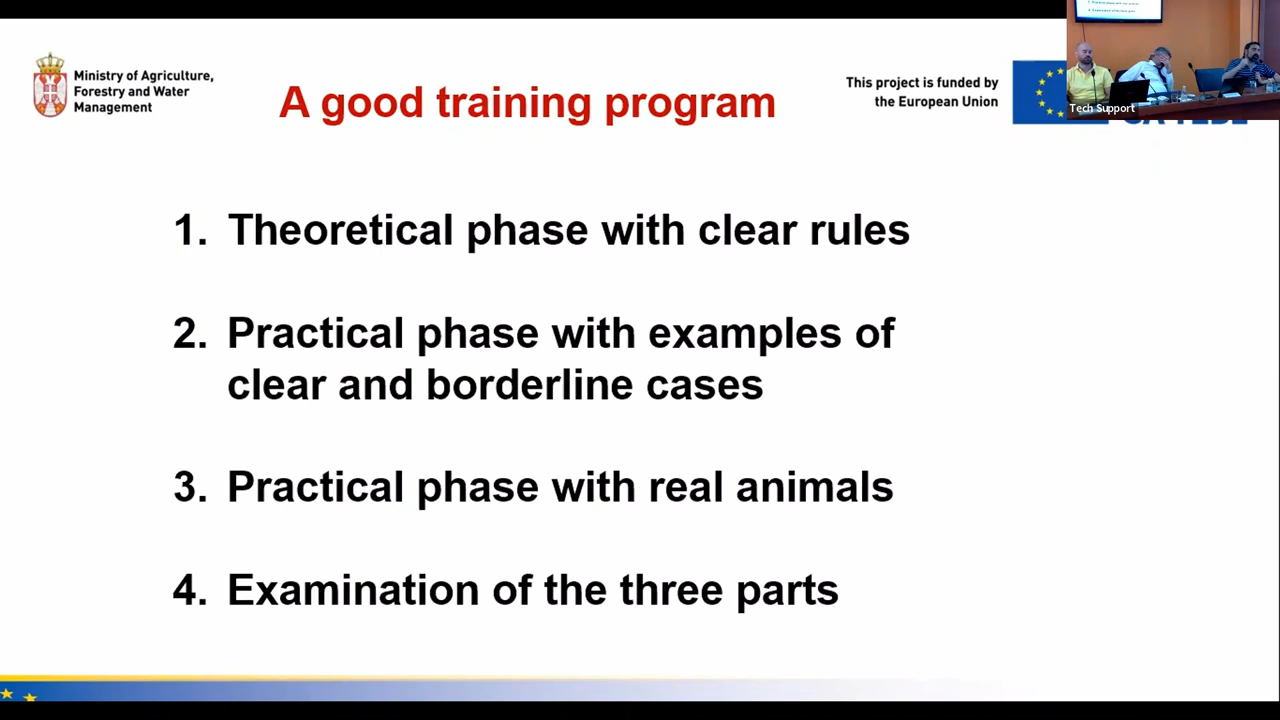 Ministry of Agriculture,
Forestry and Water
Management
A good training program
This project is funded by
the European Union
Tech Support
1. Theoretical phase with clear rules
2. Practical phase with examples of
clear and borderline cases
3. Practical phase with real animals
4. Examination of the three parts